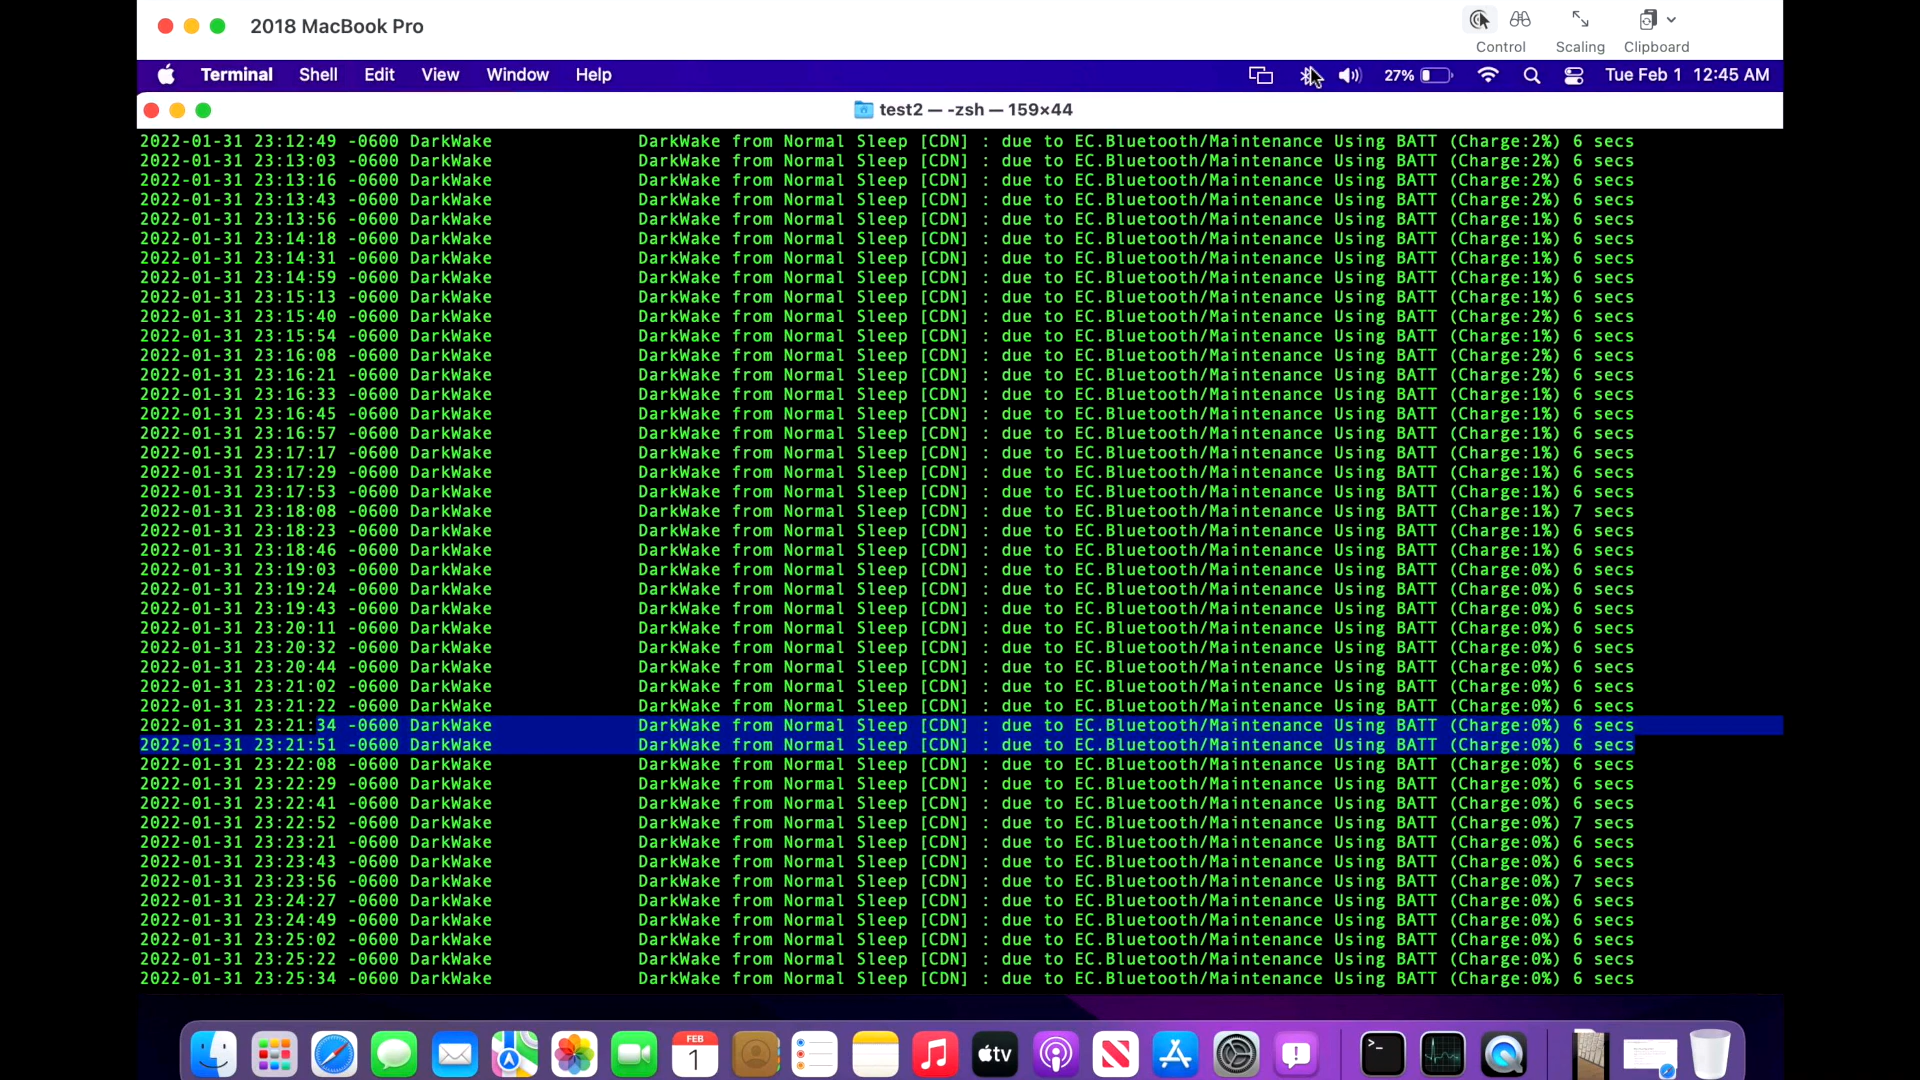 2018 MacBook Pro
Control Scaling Clipboard
Terminal Shell Edit View Window Help 27% Tue Feb 1 12:45 AM
test2 — -zsh — 159×44
2022-01-31 23:12:49 -0600 DarkWake DarkWake from Normal Sleep [CDN] : due to EC.Bluetooth/Maintenance Using BATT (Charge:2%) 6 secs
2022-01-31 23:13:03 -0600 DarkWake DarkWake from Normal Sleep [CDN] : due to EC.Bluetooth/Maintenance Using BATT (Charge:2%) 6 secs
2022-01-31 23:13:16 -0600 DarkWake DarkWake from Normal Sleep [CDN] : due to EC.Bluetooth/Maintenance Using BATT (Charge:2%) 6 secs
2022-01-31 23:13:43 -0600 DarkWake DarkWake from Normal Sleep [CDN] : due to EC.Bluetooth/Maintenance Using BATT (Charge:2%) 6 secs
2022-01-31 23:13:56 -0600 DarkWake DarkWake from Normal Sleep [CDN] : due to EC.Bluetooth/Maintenance Using BATT (Charge:1%) 6 secs
2022-01-31 23:14:18 -0600 DarkWake DarkWake from Normal Sleep [CDN] : due to EC.Bluetooth/Maintenance Using BATT (Charge:1%) 6 secs
2022-01-31 23:14:31 -0600 DarkWake DarkWake from Normal Sleep [CDN] : due to EC.Bluetooth/Maintenance Using BATT (Charge:1%) 6 secs
2022-01-31 23:14:59 -0600 DarkWake DarkWake from Normal Sleep [CDN] : due to EC.Bluetooth/Maintenance Using BATT (Charge:1%) 6 secs
2022-01-31 23:15:13 -0600 DarkWake DarkWake from Normal Sleep [CDN] : due to EC.Bluetooth/Maintenance Using BATT (Charge:1%) 6 secs
2022-01-31 23:15:40 -0600 DarkWake DarkWake from Normal Sleep [CDN] : due to EC.Bluetooth/Maintenance Using BATT (Charge:2%) 6 secs
2022-01-31 23:15:54 -0600 DarkWake DarkWake from Normal Sleep [CDN] : due to EC.Bluetooth/Maintenance Using BATT (Charge:1%) 6 secs
2022-01-31 23:16:08 -0600 DarkWake DarkWake from Normal Sleep [CDN] : due to EC.Bluetooth/Maintenance Using BATT (Charge:2%) 6 secs
2022-01-31 23:16:21 -0600 DarkWake DarkWake from Normal Sleep [CDN] : due to EC.Bluetooth/Maintenance Using BATT (Charge:2%) 6 secs
2022-01-31 23:16:33 -0600 DarkWake DarkWake from Normal Sleep [CDN] : due to EC.Bluetooth/Maintenance Using BATT (Charge:1%) 6 secs
2022-01-31 23:16:45 -0600 DarkWake DarkWake from Normal Sleep [CDN] : due to EC.Bluetooth/Maintenance Using BATT (Charge:1%) 6 secs
2022-01-31 23:16:57 -0600 DarkWake DarkWake from Normal Sleep [CDN] : due to EC.Bluetooth/Maintenance Using BATT (Charge:1%) 6 secs
2022-01-31 23:17:17 -0600 DarkWake DarkWake from Normal Sleep [CDN] : due to EC.Bluetooth/Maintenance Using BATT (Charge:1%) 6 secs
2022-01-31 23:17:29 -0600 DarkWake DarkWake from Normal Sleep [CDN] : due to EC.Bluetooth/Maintenance Using BATT (Charge:1%) 6 secs
2022-01-31 23:17:53 -0600 DarkWake DarkWake from Normal Sleep [CDN] : due to EC.Bluetooth/Maintenance Using BATT (Charge:1%) 6 secs
2022-01-31 23:18:08 -0600 DarkWake DarkWake from Normal Sleep [CDN] : due to EC.Bluetooth/Maintenance Using BATT (Charge:1%) 7 secs
2022-01-31 23:18:23 -0600 DarkWake DarkWake from Normal Sleep [CDN] : due to EC.Bluetooth/Maintenance Using BATT (Charge:1%) 6 secs
2022-01-31 23:18:46 -0600 DarkWake DarkWake from Normal Sleep [CDN] : due to EC.Bluetooth/Maintenance Using BATT (Charge:1%) 6 secs
2022-01-31 23:19:03 -0600 DarkWake DarkWake from Normal Sleep [CDN] : due to EC.Bluetooth/Maintenance Using BATT (Charge:0%) 6 secs
2022-01-31 23:19:24 -0600 DarkWake DarkWake from Normal Sleep [CDN] : due to EC.Bluetooth/Maintenance Using BATT (Charge:0%) 6 secs
2022-01-31 23:19:43 -0600 DarkWake DarkWake from Normal Sleep [CDN] : due to EC.Bluetooth/Maintenance Using BATT (Charge:0%) 6 secs
2022-01-31 23:20:11 -0600 DarkWake DarkWake from Normal Sleep [CDN] : due to EC.Bluetooth/Maintenance Using BATT (Charge:0%) 6 secs
2022-01-31 23:20:32 -0600 DarkWake DarkWake from Normal Sleep [CDN] : due to EC.Bluetooth/Maintenance Using BATT (Charge:0%) 6 secs
2022-01-31 23:20:44 -0600 DarkWake DarkWake from Normal Sleep [CDN] : due to EC.Bluetooth/Maintenance Using BATT (Charge:0%) 6 secs
2022-01-31 23:21:02 -0600 DarkWake DarkWake from Normal Sleep [CDN] : due to EC.Bluetooth/Maintenance Using BATT (Charge:0%) 6 secs
2022-01-31 23:21:22 -0600 DarkWake DarkWake from Normal Sleep [CDN] : due to EC.Bluetooth/Maintenance Using BATT (Charge:0%) 6 secs
2022-01-31 23:21:34 -0600 DarkWake DarkWake from Normal Sleep [CDN] : due to EC.Bluetooth/Maintenance Using BATT (Charge:0%) 6 secs
2022-01-31 23:21:51 -0600 DarkWake DarkWake from Normal Sleep [CDN] : due to EC.Bluetooth/Maintenance Using BATT (Charge:0%) 6 secs
2022-01-31 23:22:08 -0600 DarkWake DarkWake from Normal Sleep [CDN] : due to EC.Bluetooth/Maintenance Using BATT (Charge:0%) 6 secs
2022-01-31 23:22:29 -0600 DarkWake DarkWake from Normal Sleep [CDN] : due to EC.Bluetooth/Maintenance Using BATT (Charge:0%) 6 secs
2022-01-31 23:22:41 -0600 DarkWake DarkWake from Normal Sleep [CDN] : due to EC.Bluetooth/Maintenance Using BATT (Charge:0%) 6 secs
2022-01-31 23:22:52 -0600 DarkWake DarkWake from Normal Sleep [CDN] : due to EC.Bluetooth/Maintenance Using BATT (Charge:0%) 7 secs
2022-01-31 23:23:21 -0600 DarkWake DarkWake from Normal Sleep [CDN] : due to EC.Bluetooth/Maintenance Using BATT (Charge:0%) 6 secs
2022-01-31 23:23:43 -0600 DarkWake DarkWake from Normal Sleep [CDN] : due to EC.Bluetooth/Maintenance Using BATT (Charge:0%) 6 secs
2022-01-31 23:23:56 -0600 DarkWake DarkWake from Normal Sleep [CDN] : due to EC.Bluetooth/Maintenance Using BATT (Charge:0%) 7 secs
2022-01-31 23:24:27 -0600 DarkWake DarkWake from Normal Sleep [CDN] : due to EC.Bluetooth/Maintenance Using BATT (Charge:0%) 6 secs
2022-01-31 23:24:49 -0600 DarkWake DarkWake from Normal Sleep [CDN] : due to EC.Bluetooth/Maintenance Using BATT (Charge:0%) 6 secs
2022-01-31 23:25:02 -0600 DarkWake DarkWake from Normal Sleep [CDN] : due to EC.Bluetooth/Maintenance Using BATT (Charge:0%) 6 secs
2022-01-31 23:25:22 -0600 DarkWake DarkWake from Normal Sleep [CDN] : due to EC.Bluetooth/Maintenance Using BATT (Charge:0%) 6 secs
2022-01-31 23:25:34 -0600 DarkWake DarkWake from Normal Sleep [CDN] : due to EC.Bluetooth/Maintenance Using BATT (Charge:0%) 6 secs
FEB
1
tv